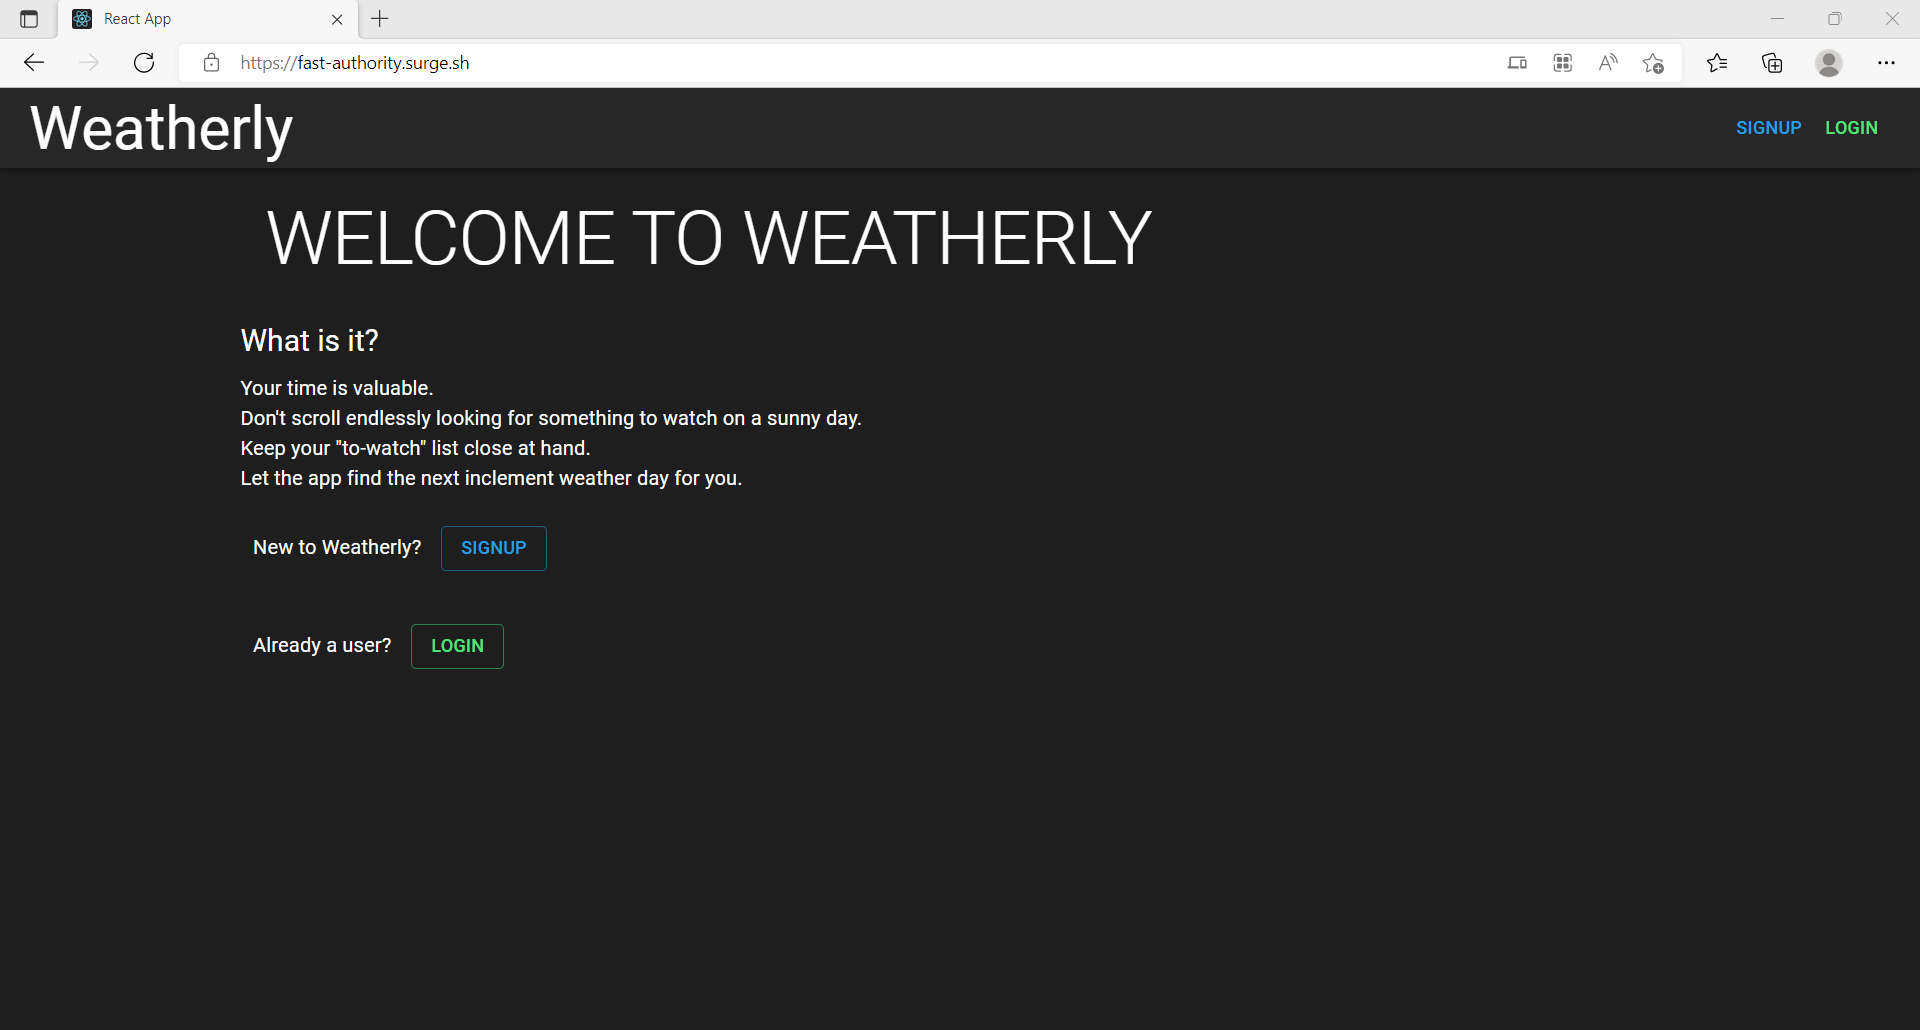 React App
https://fast-authority.surge.sh
Weatherly
SIGNUP LOGIN
WELCOME TO WEATHERLY
What is it?
Your time is valuable.
Don't scroll endlessly looking for something to watch on a sunny day.
Keep your "to-watch" list close at hand.
Let the app find the next inclement weather day for you.
New to Weatherly? SIGNUP
Already a user? LOGIN